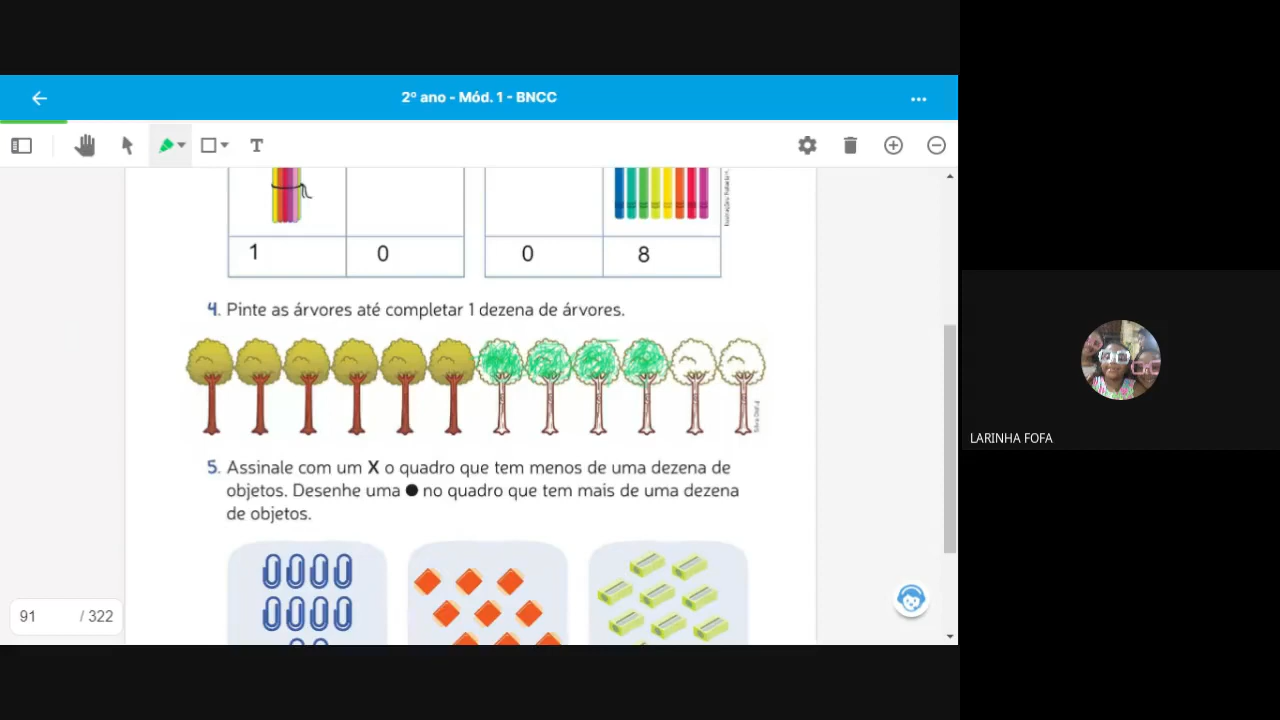 2º ano - Mód. 1 - BNCC
T
1 0 0 8
4. Pinte as árvores até completar 1 dezena de árvores.
5. Assinale com um X o quadro que tem menos de uma dezena de
objetos. Desenhe uma ● no quadro que tem mais de uma dezena
de objetos.
91 / 322
LARINHA FOFA